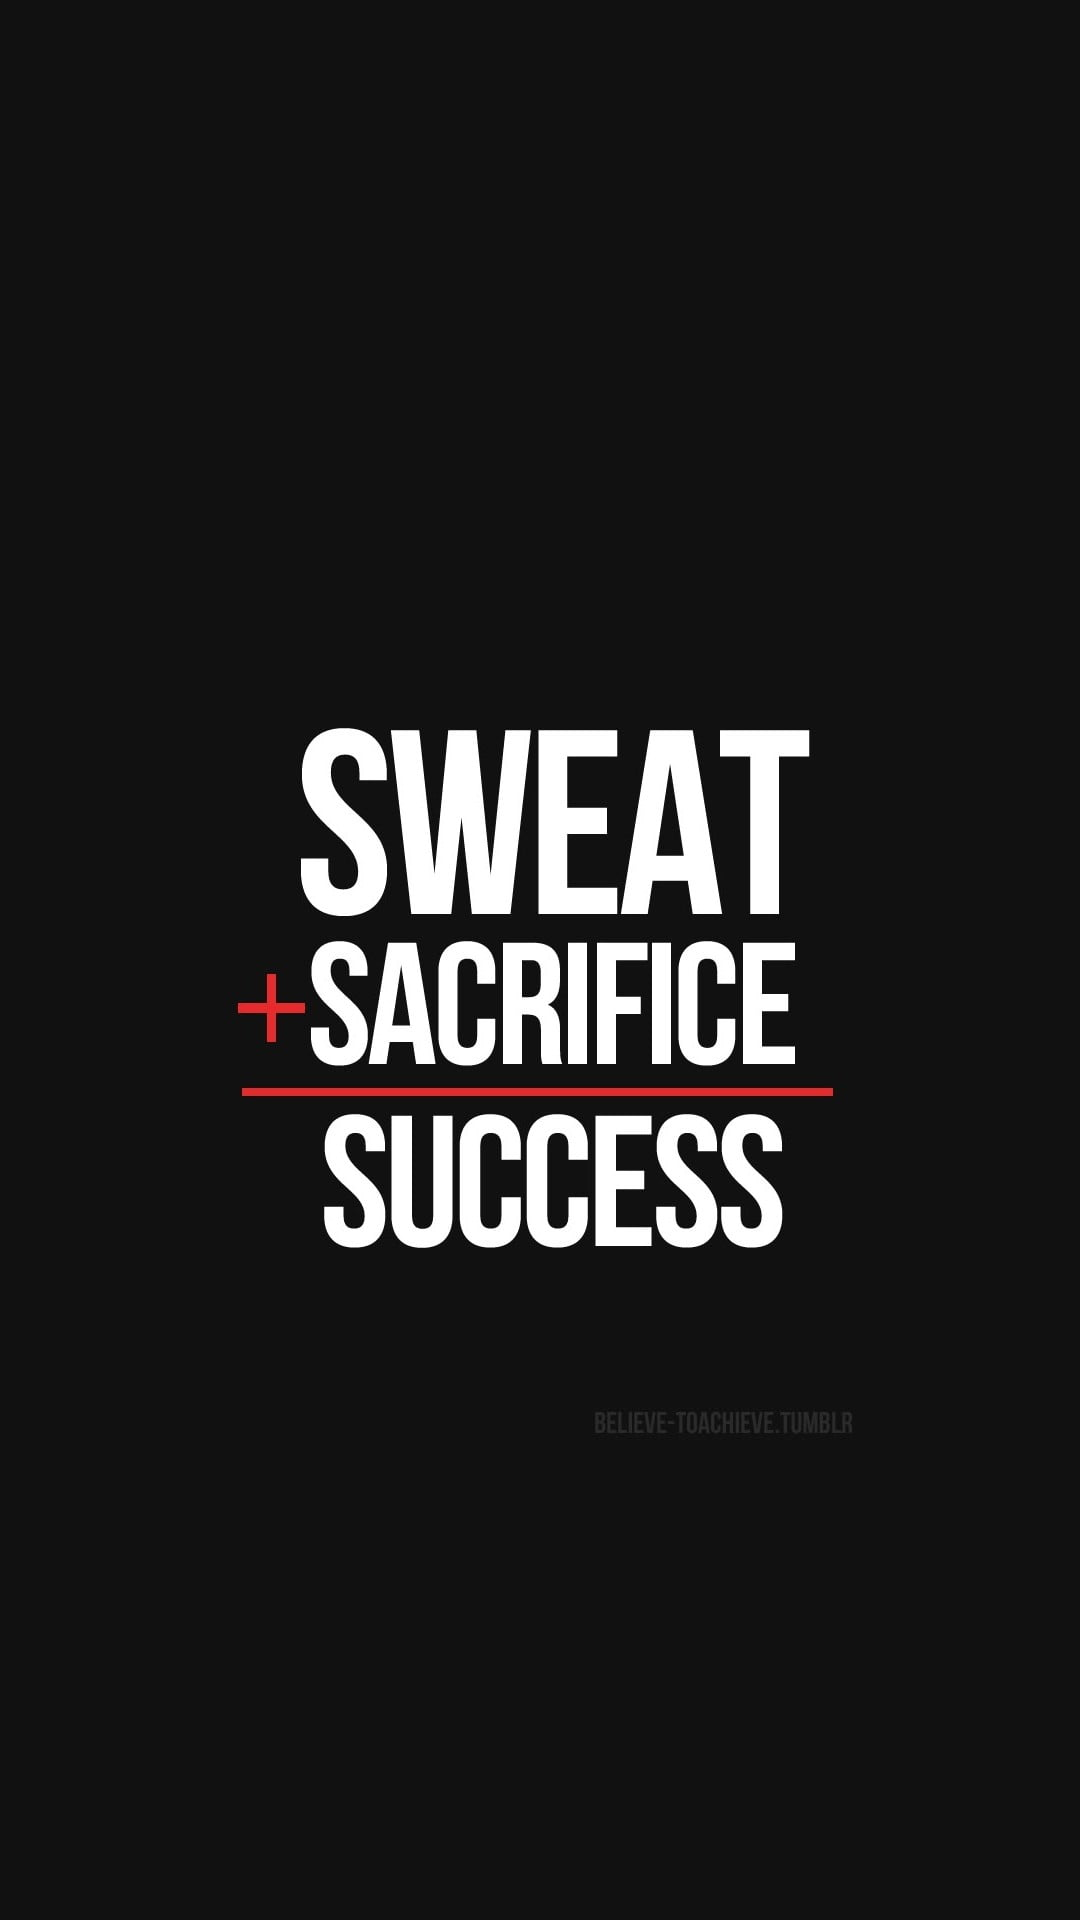 SWEAT
+SACRIFICE
SUCCESS
BELIEVE-TOACHIEVE.TUMBLR